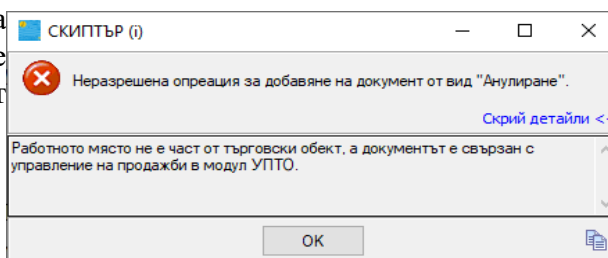 а
СКИПТЪР (i)
е
Неразрешена опреация за добавяне на документ от вид "Анулиране".
т
Скрий детайли <-
Работното място не е част от търговски обект, а документът е свързан с
управление на продажби в модул УПТО.
OK